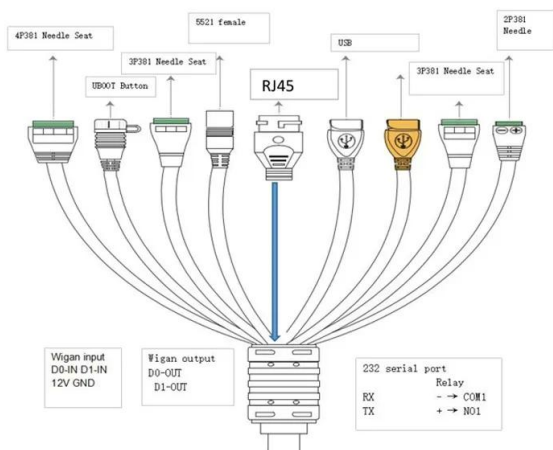 5521 female
2P381
Needle
4P381 Needle Seat
USB
3P381 Needle Seat
UBOOT Button
RJ45
3P381 Needle Seat
Wigan input
D0-IN D1-IN
12V GND
Wigan output
D0-OUT
D1-OUT
232 serial port
Relay
RX - → COM1
TX + → NO1